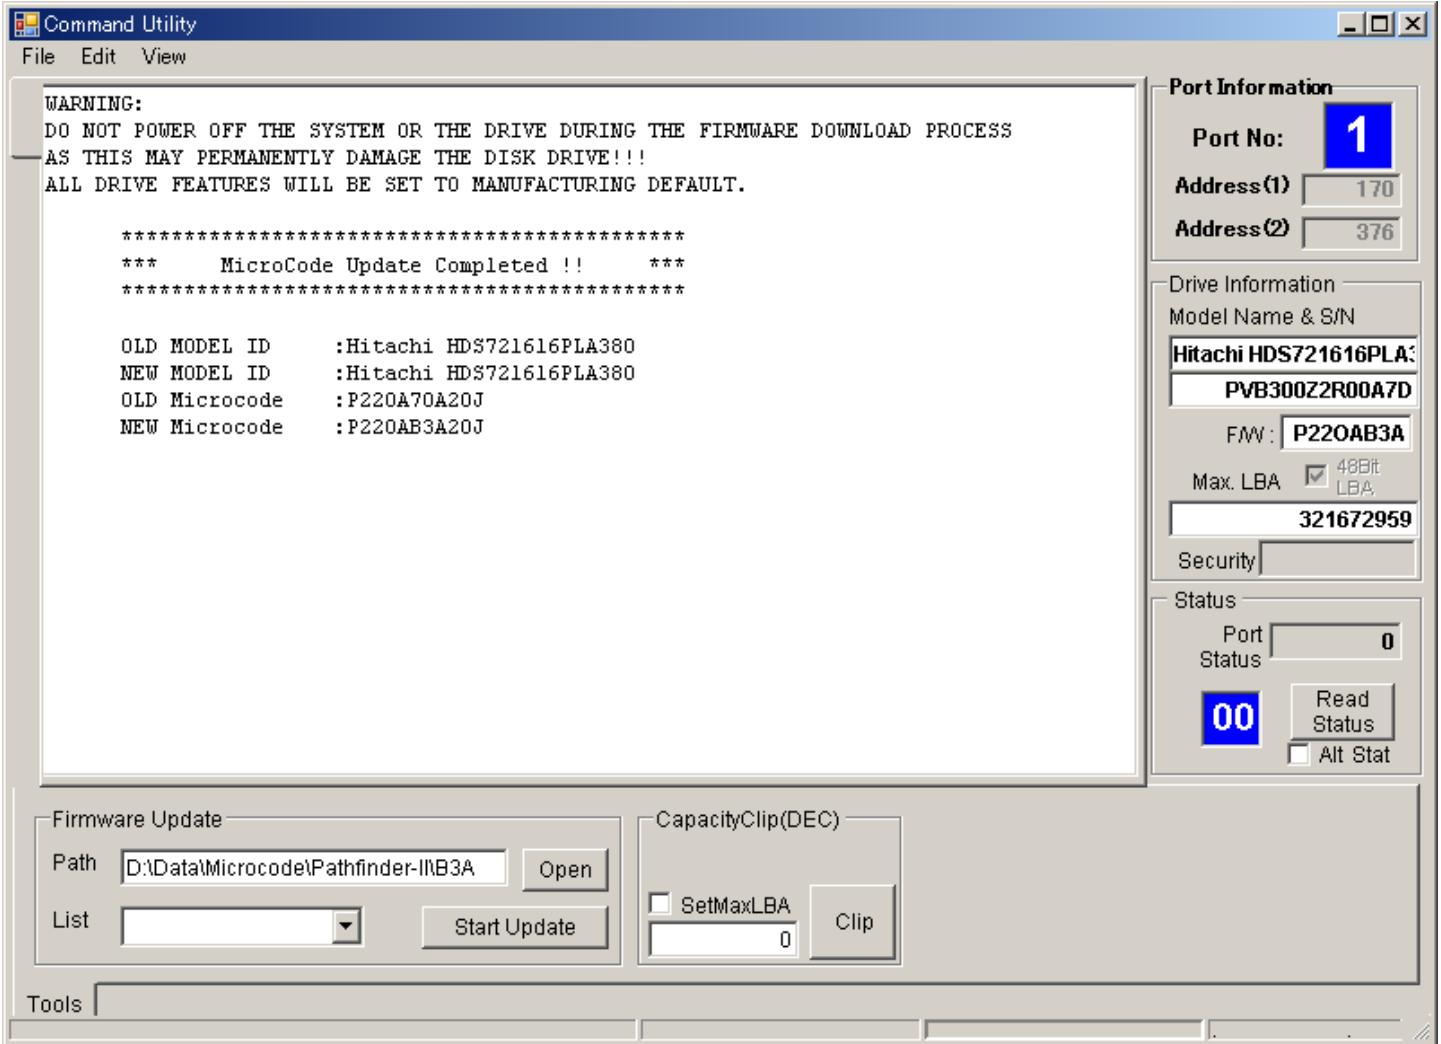 Command Utility
File Edit View
WARNING:
DO NOT POWER OFF THE SYSTEM OR THE DRIVE DURING THE FIRMWARE DOWNLOAD PROCESS
AS THIS MAY PERMANENTLY DAMAGE THE DISK DRIVE!!!
ALL DRIVE FEATURES WILL BE SET TO MANUFACTURING DEFAULT.
*********************************************
*** MicroCode Update Completed !! ***
*********************************************
OLD MODEL ID :Hitachi HDS721616PLA380
NEW MODEL ID :Hitachi HDS721616PLA380
OLD Microcode :P22OA70A20J
NEW Microcode :P22OAB3A20J
Port Information
Port No: 1
Address(1) 170
Address(2) 376
Drive Information
Model Name & S/N
Hitachi HDS721616PLA3
PVB300Z2R00A7D
F/W : P22OAB3A
Max. LBA 48Bit LBA
321672959
Security
Status
Port Status 0
00 Read Status
Alt Stat
Firmware Update
Path D:\Data\Microcode\Pathfinder-II\B3A Open
List Start Update
CapacityClip(DEC)
SetMaxLBA
0 Clip
Tools